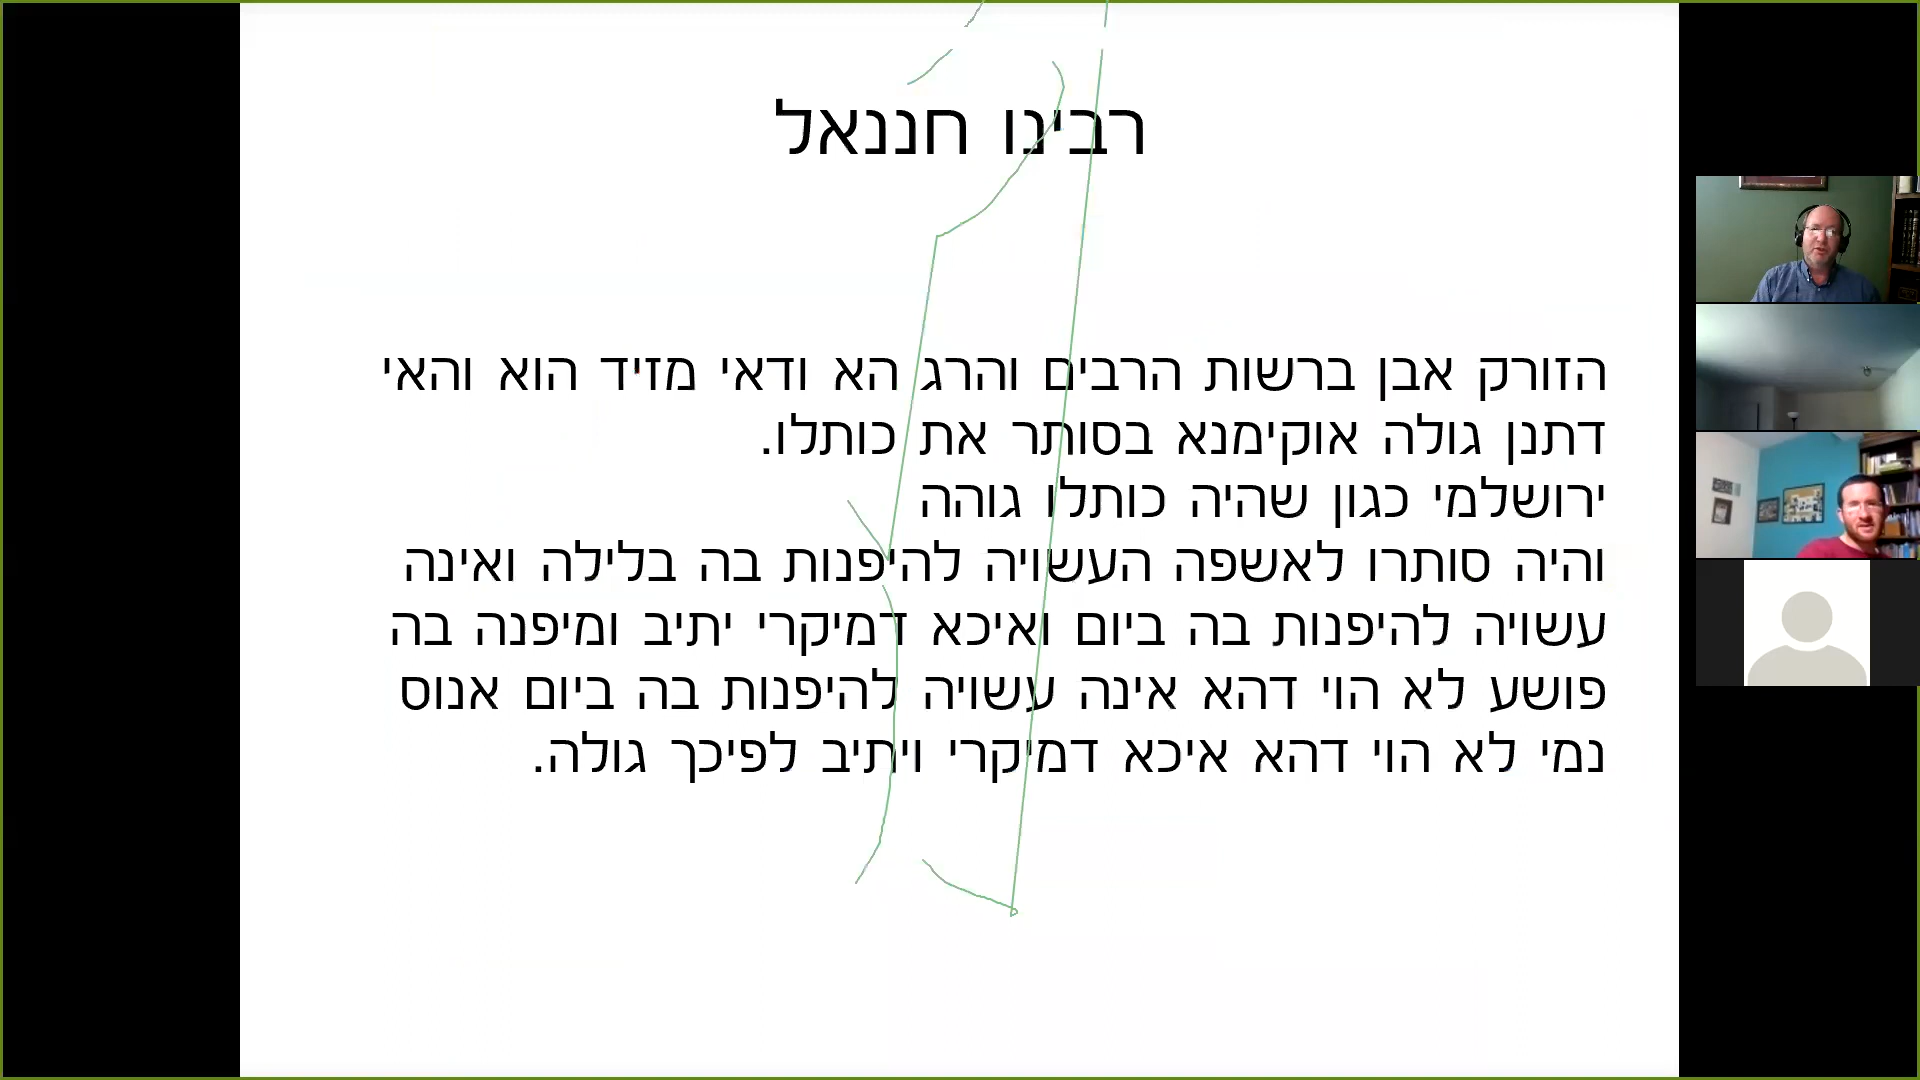 רבינו חננאל
הזורק אבן ברשות הרבים והרג הא ודאי מזיד הוא והאי
דתנן גולה אוקימנא בסותר את כותלו.
ירושלמי כגון שהיה כותלו גוהה
והיה סותרו לאשפה העשויה להיפנות בה בלילה ואינה
עשויה להיפנות בה ביום ואיכא דמיקרי יתיב ומיפנה בה
פושע לא הוי דהא אינה עשויה להיפנות בה ביום אנוס
נמי לא הוי דהא איכא דמיקרי ויתיב לפיכך גולה.